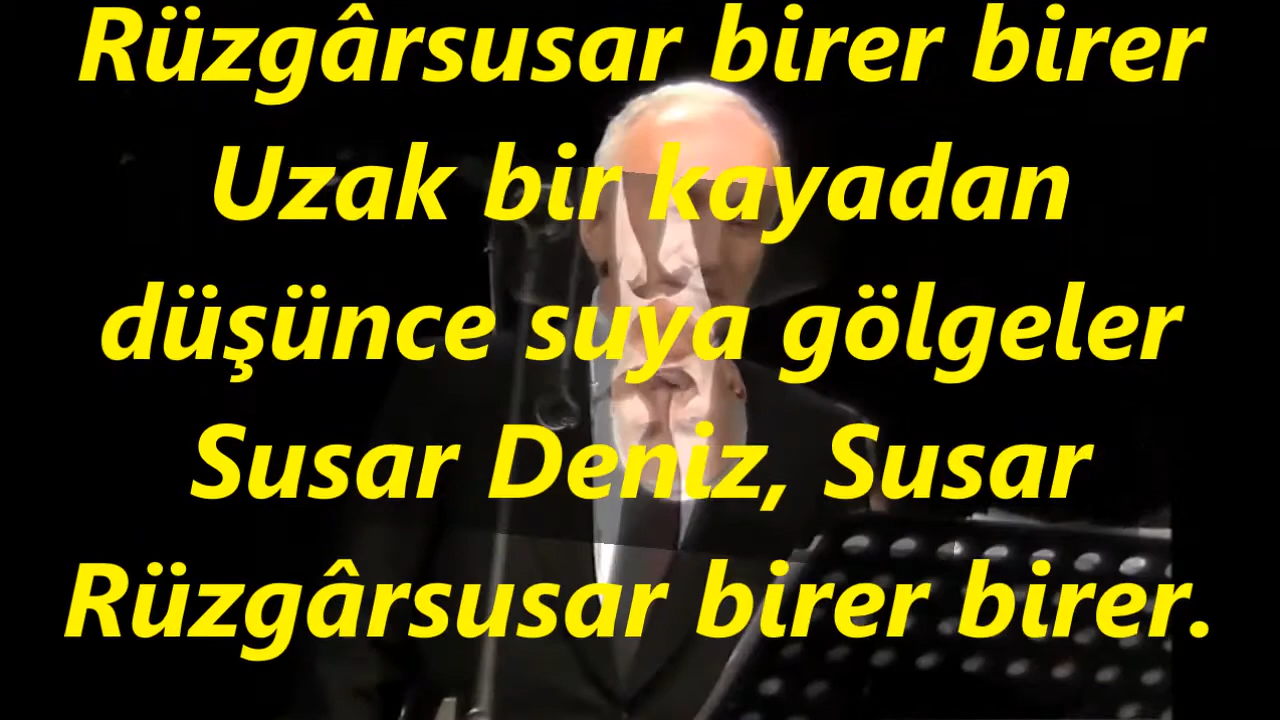 Rüzgârsusar birer birer
Uzak bir kayadan
düşünce suya gölgeler
Susar Deniz, Susar
Rüzgârsusar birer birer.